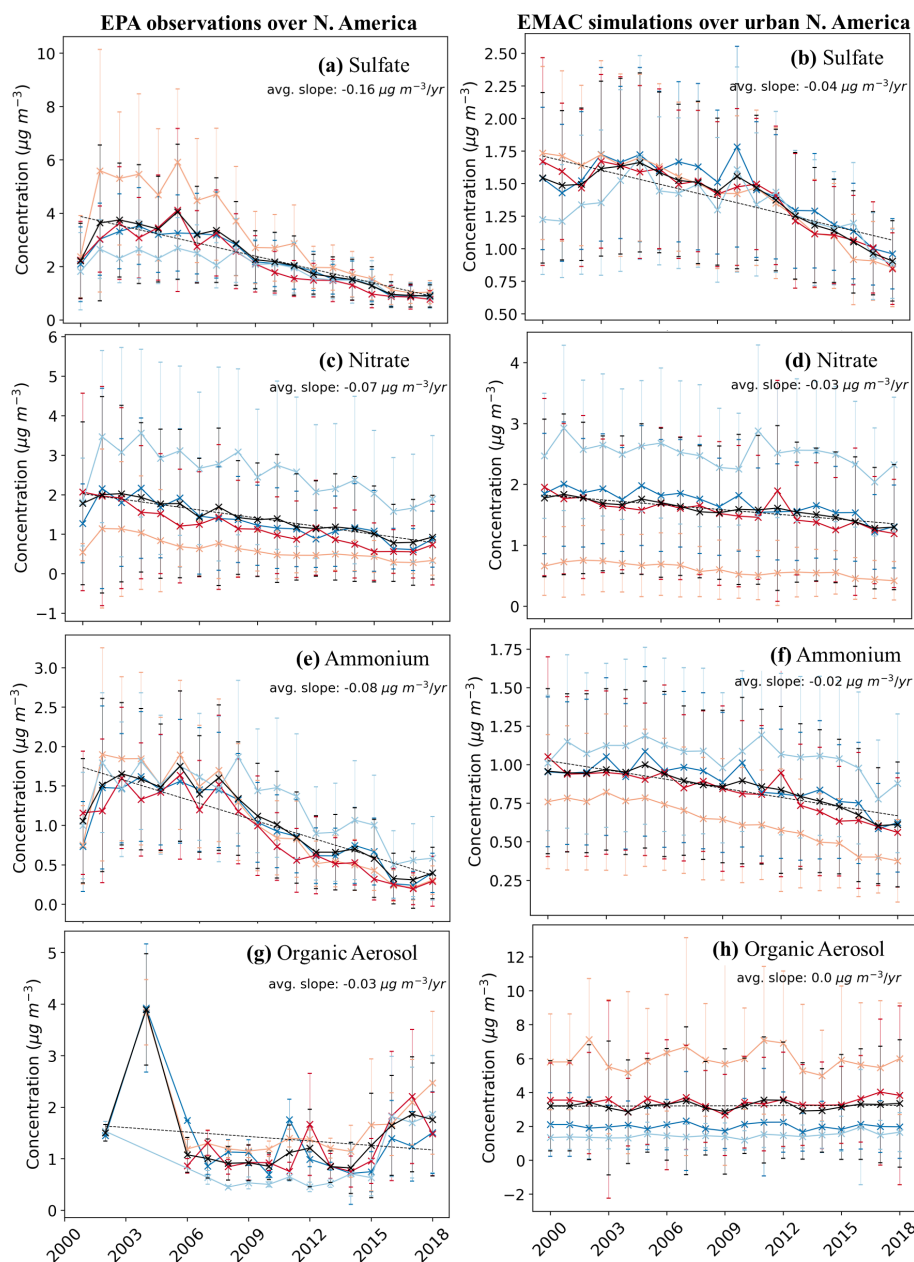 EPA observations over N. America
EMAC simulations over urban N. America
(a) Sulfate
avg. slope: -0.16 μg m⁻³/yr
Concentration (μg m⁻³)
10
8
6
4
2
0
(b) Sulfate
avg. slope: -0.04 μg m⁻³/yr
Concentration (μg m⁻³)
2.50
2.25
2.00
1.75
1.50
1.25
1.00
0.75
0.50
(c) Nitrate
avg. slope: -0.07 μg m⁻³/yr
Concentration (μg m⁻³)
6
5
4
3
2
1
0
−1
(d) Nitrate
avg. slope: -0.03 μg m⁻³/yr
Concentration (μg m⁻³)
4
3
2
1
0
(e) Ammonium
avg. slope: -0.08 μg m⁻³/yr
Concentration (μg m⁻³)
3.0
2.5
2.0
1.5
1.0
0.5
0.0
(f) Ammonium
avg. slope: -0.02 μg m⁻³/yr
Concentration (μg m⁻³)
1.75
1.50
1.25
1.00
0.75
0.50
0.25
(g) Organic Aerosol
avg. slope: -0.03 μg m⁻³/yr
Concentration (μg m⁻³)
5
4
3
2
1
0
2000
2003
2006
2009
2012
2015
2018
(h) Organic Aerosol
avg. slope: 0.0 μg m⁻³/yr
Concentration (μg m⁻³)
12
10
8
6
4
2
0
−2
2000
2003
2006
2009
2012
2015
2018